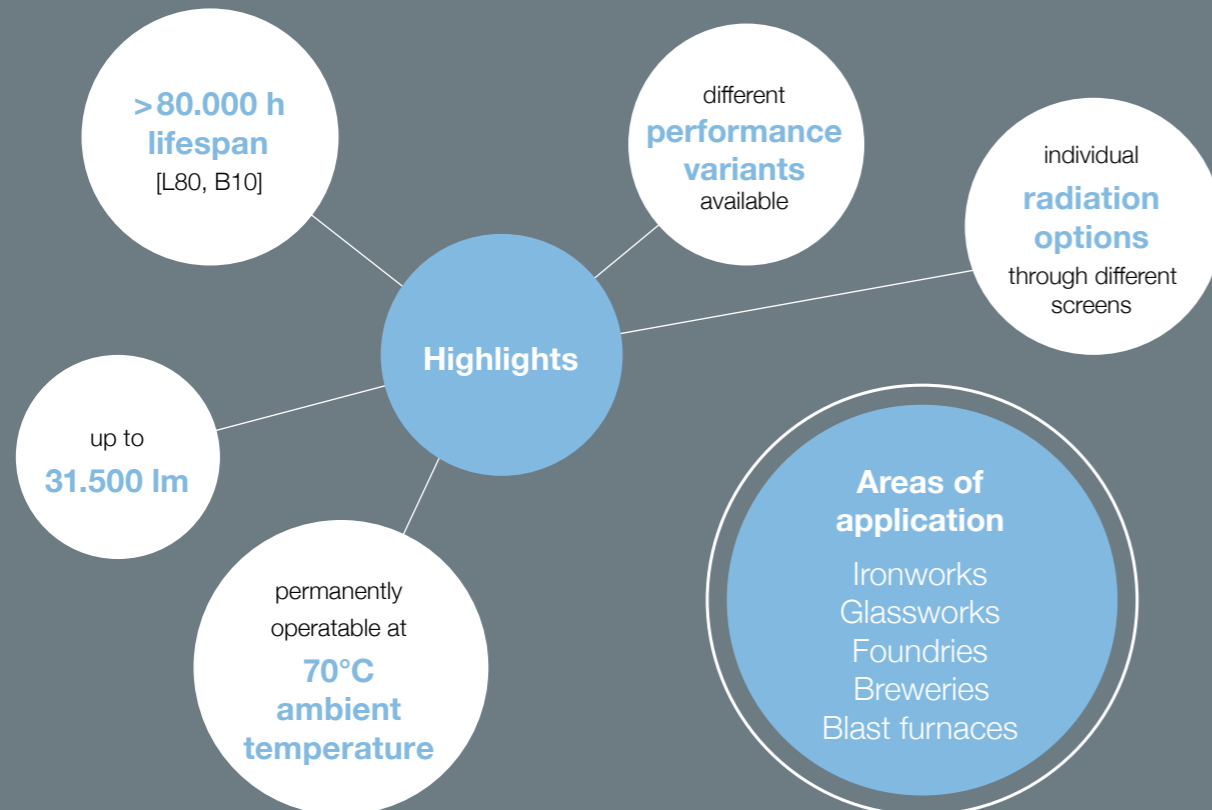 >80.000 h
lifespan
[L80, B10]
different
performance
variants
available
individual
radiation
options
through different
screens
Highlights
up to
31.500 lm
permanently
operatable at
70°C
ambient
temperature
Areas of
application
Ironworks
Glassworks
Foundries
Breweries
Blast furnaces